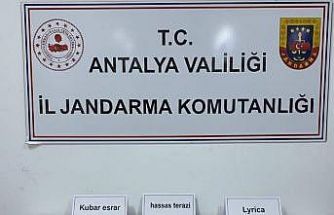 T.C.
ANTALYA VALİLİĞİ
İL JANDARMA KOMUTANLIĞI
Kubar esrar
hassas terazi
Lyrica